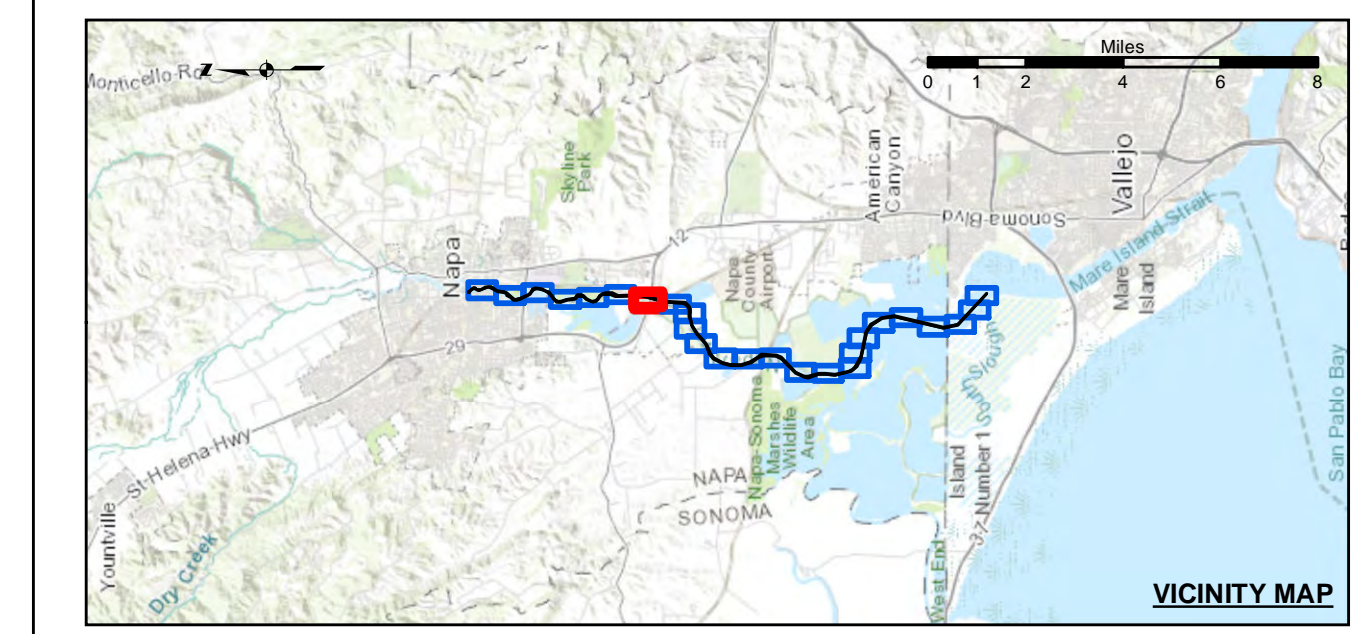 Miles
0 1 2 4 6 8
Monticello-Rd
Z
Skyline
Park
American
Canyon
Vallejo
Sonoma-Blvd
Napa
12
Napa
County
Airport
Mare Island Strait
Mare
Island
29
South Slough
Napa-Sonoma
Marshes
Wildlife
Area
St-Helena-Hwy
NAPA
SONOMA
Island
Number 1
37
San Pablo Bay
Yountville
Dry Creek
West End
VICINITY MAP